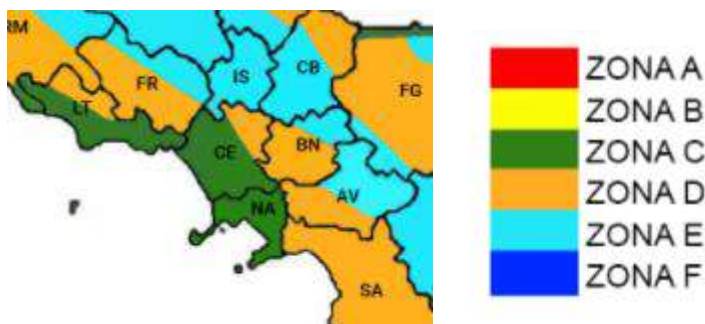 RM
FR
IS
CB
FG
LT
CE
BN
NA
AV
SA
ZONA A
ZONA B
ZONA C
ZONA D
ZONA E
ZONA F